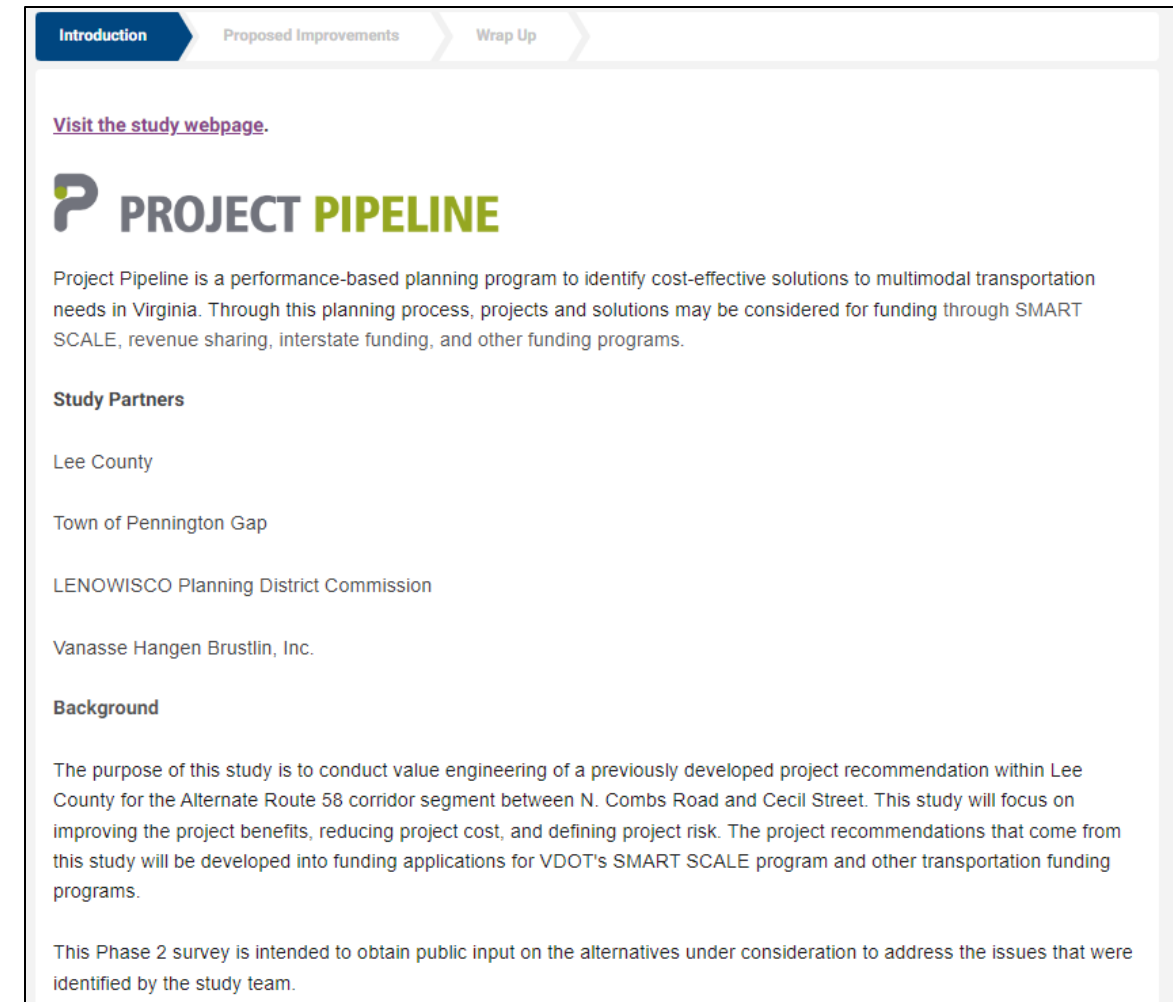 Introduction
Proposed Improvements
Wrap Up
Visit the study webpage.
PROJECT PIPELINE
Project Pipeline is a performance-based planning program to identify cost-effective solutions to multimodal transportation
needs in Virginia. Through this planning process, projects and solutions may be considered for funding through SMART
SCALE, revenue sharing, interstate funding, and other funding programs.
Study Partners
Lee County
Town of Pennington Gap
LENOWISCO Planning District Commission
Vanasse Hangen Brustlin, Inc.
Background
The purpose of this study is to conduct value engineering of a previously developed project recommendation within Lee
County for the Alternate Route 58 corridor segment between N. Combs Road and Cecil Street. This study will focus on
improving the project benefits, reducing project cost, and defining project risk. The project recommendations that come from
this study will be developed into funding applications for VDOT's SMART SCALE program and other transportation funding
programs.
This Phase 2 survey is intended to obtain public input on the alternatives under consideration to address the issues that were
identified by the study team.